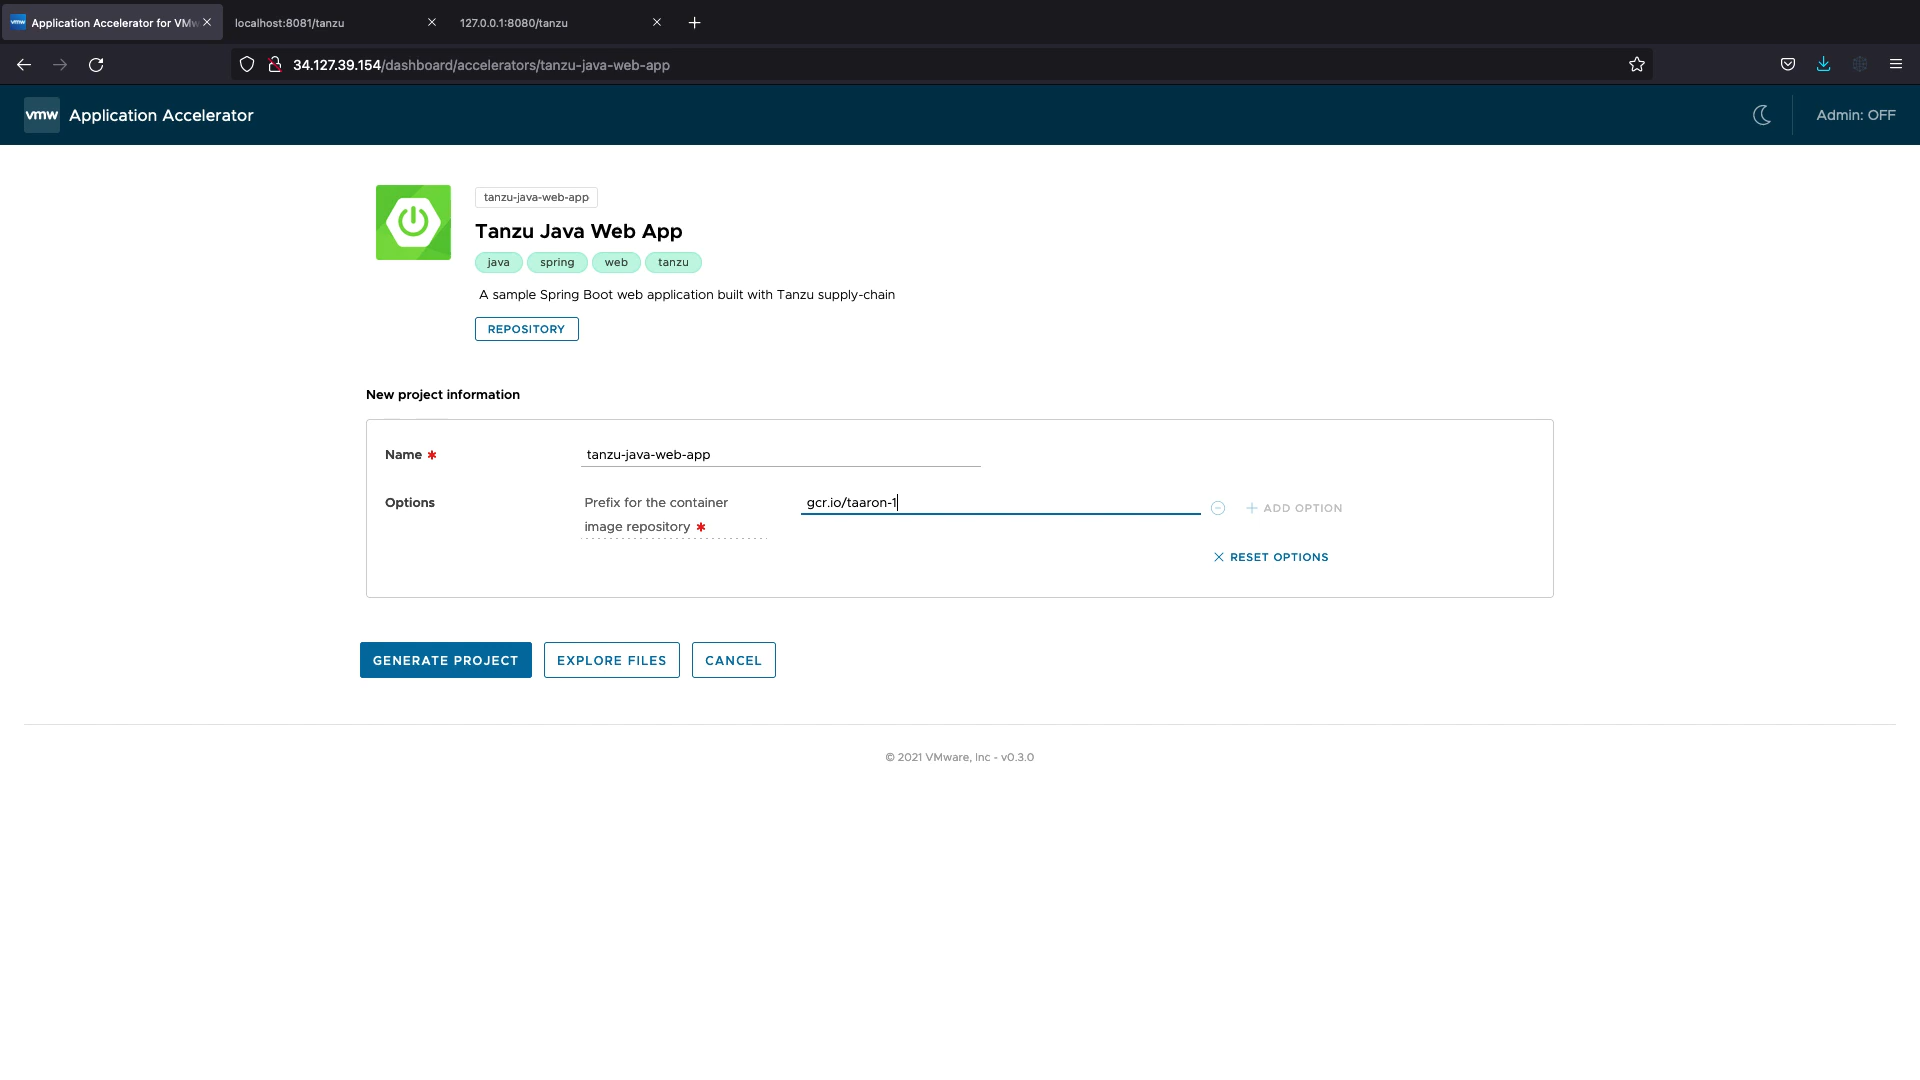 Application Accelerator for VMw
localhost:8081/tanzu
127.0.0.1:8080/tanzu
34.127.39.154/dashboard/accelerators/tanzu-java-web-app
vmw Application Accelerator
Admin: OFF
tanzu-java-web-app
Tanzu Java Web App
java spring web tanzu
A sample Spring Boot web application built with Tanzu supply-chain
REPOSITORY
New project information
Name * tanzu-java-web-app
Options
Prefix for the container
image repository *
gcr.io/taaron-1
+ ADD OPTION
RESET OPTIONS
GENERATE PROJECT EXPLORE FILES CANCEL
© 2021 VMware, Inc - v0.3.0